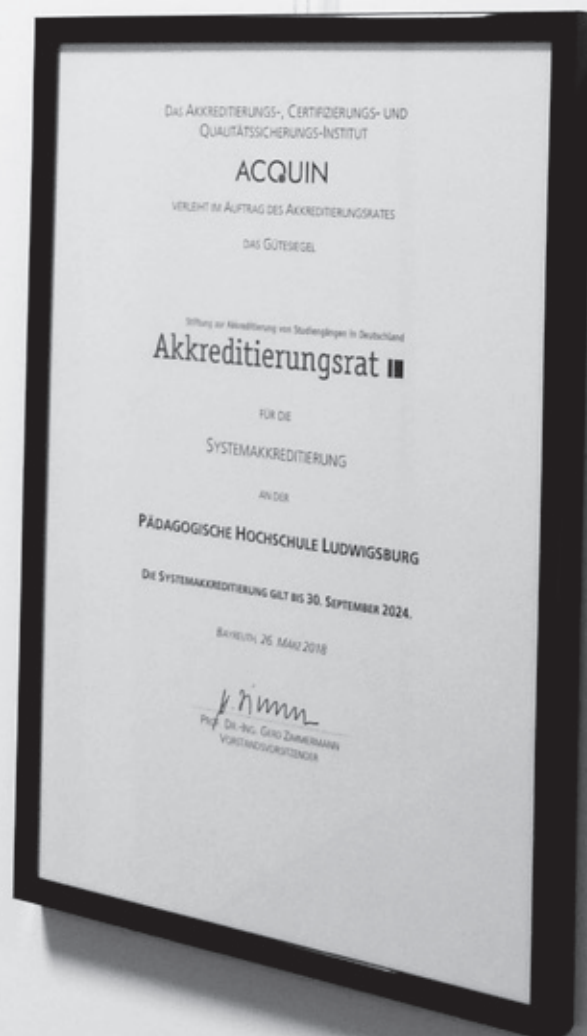 DAS AKKREDITIERUNGS-, CERTIFIZIERUNGS- UND
QUALITÄTSSICHERUNGS-INSTITUT
ACQUIN
VERLEIHT IM AUFTRAG DES AKKREDITIERUNGSRATES
DAS GÜTESIEGEL
Stiftung zur Akkreditierung von Studiengängen in Deutschland
Akkreditierungsrat
FÜR DIE
SYSTEMAKKREDITIERUNG
AN DER
PÄDAGOGISCHE HOCHSCHULE LUDWIGSBURG
DIE SYSTEMAKKREDITIERUNG GILT BIS 30. SEPTEMBER 2024.
BAYREUTH, 26. MÄRZ 2018
PROF. DR.-ING. GERD ZIMMERMANN
VORSTANDSVORSITZENDER